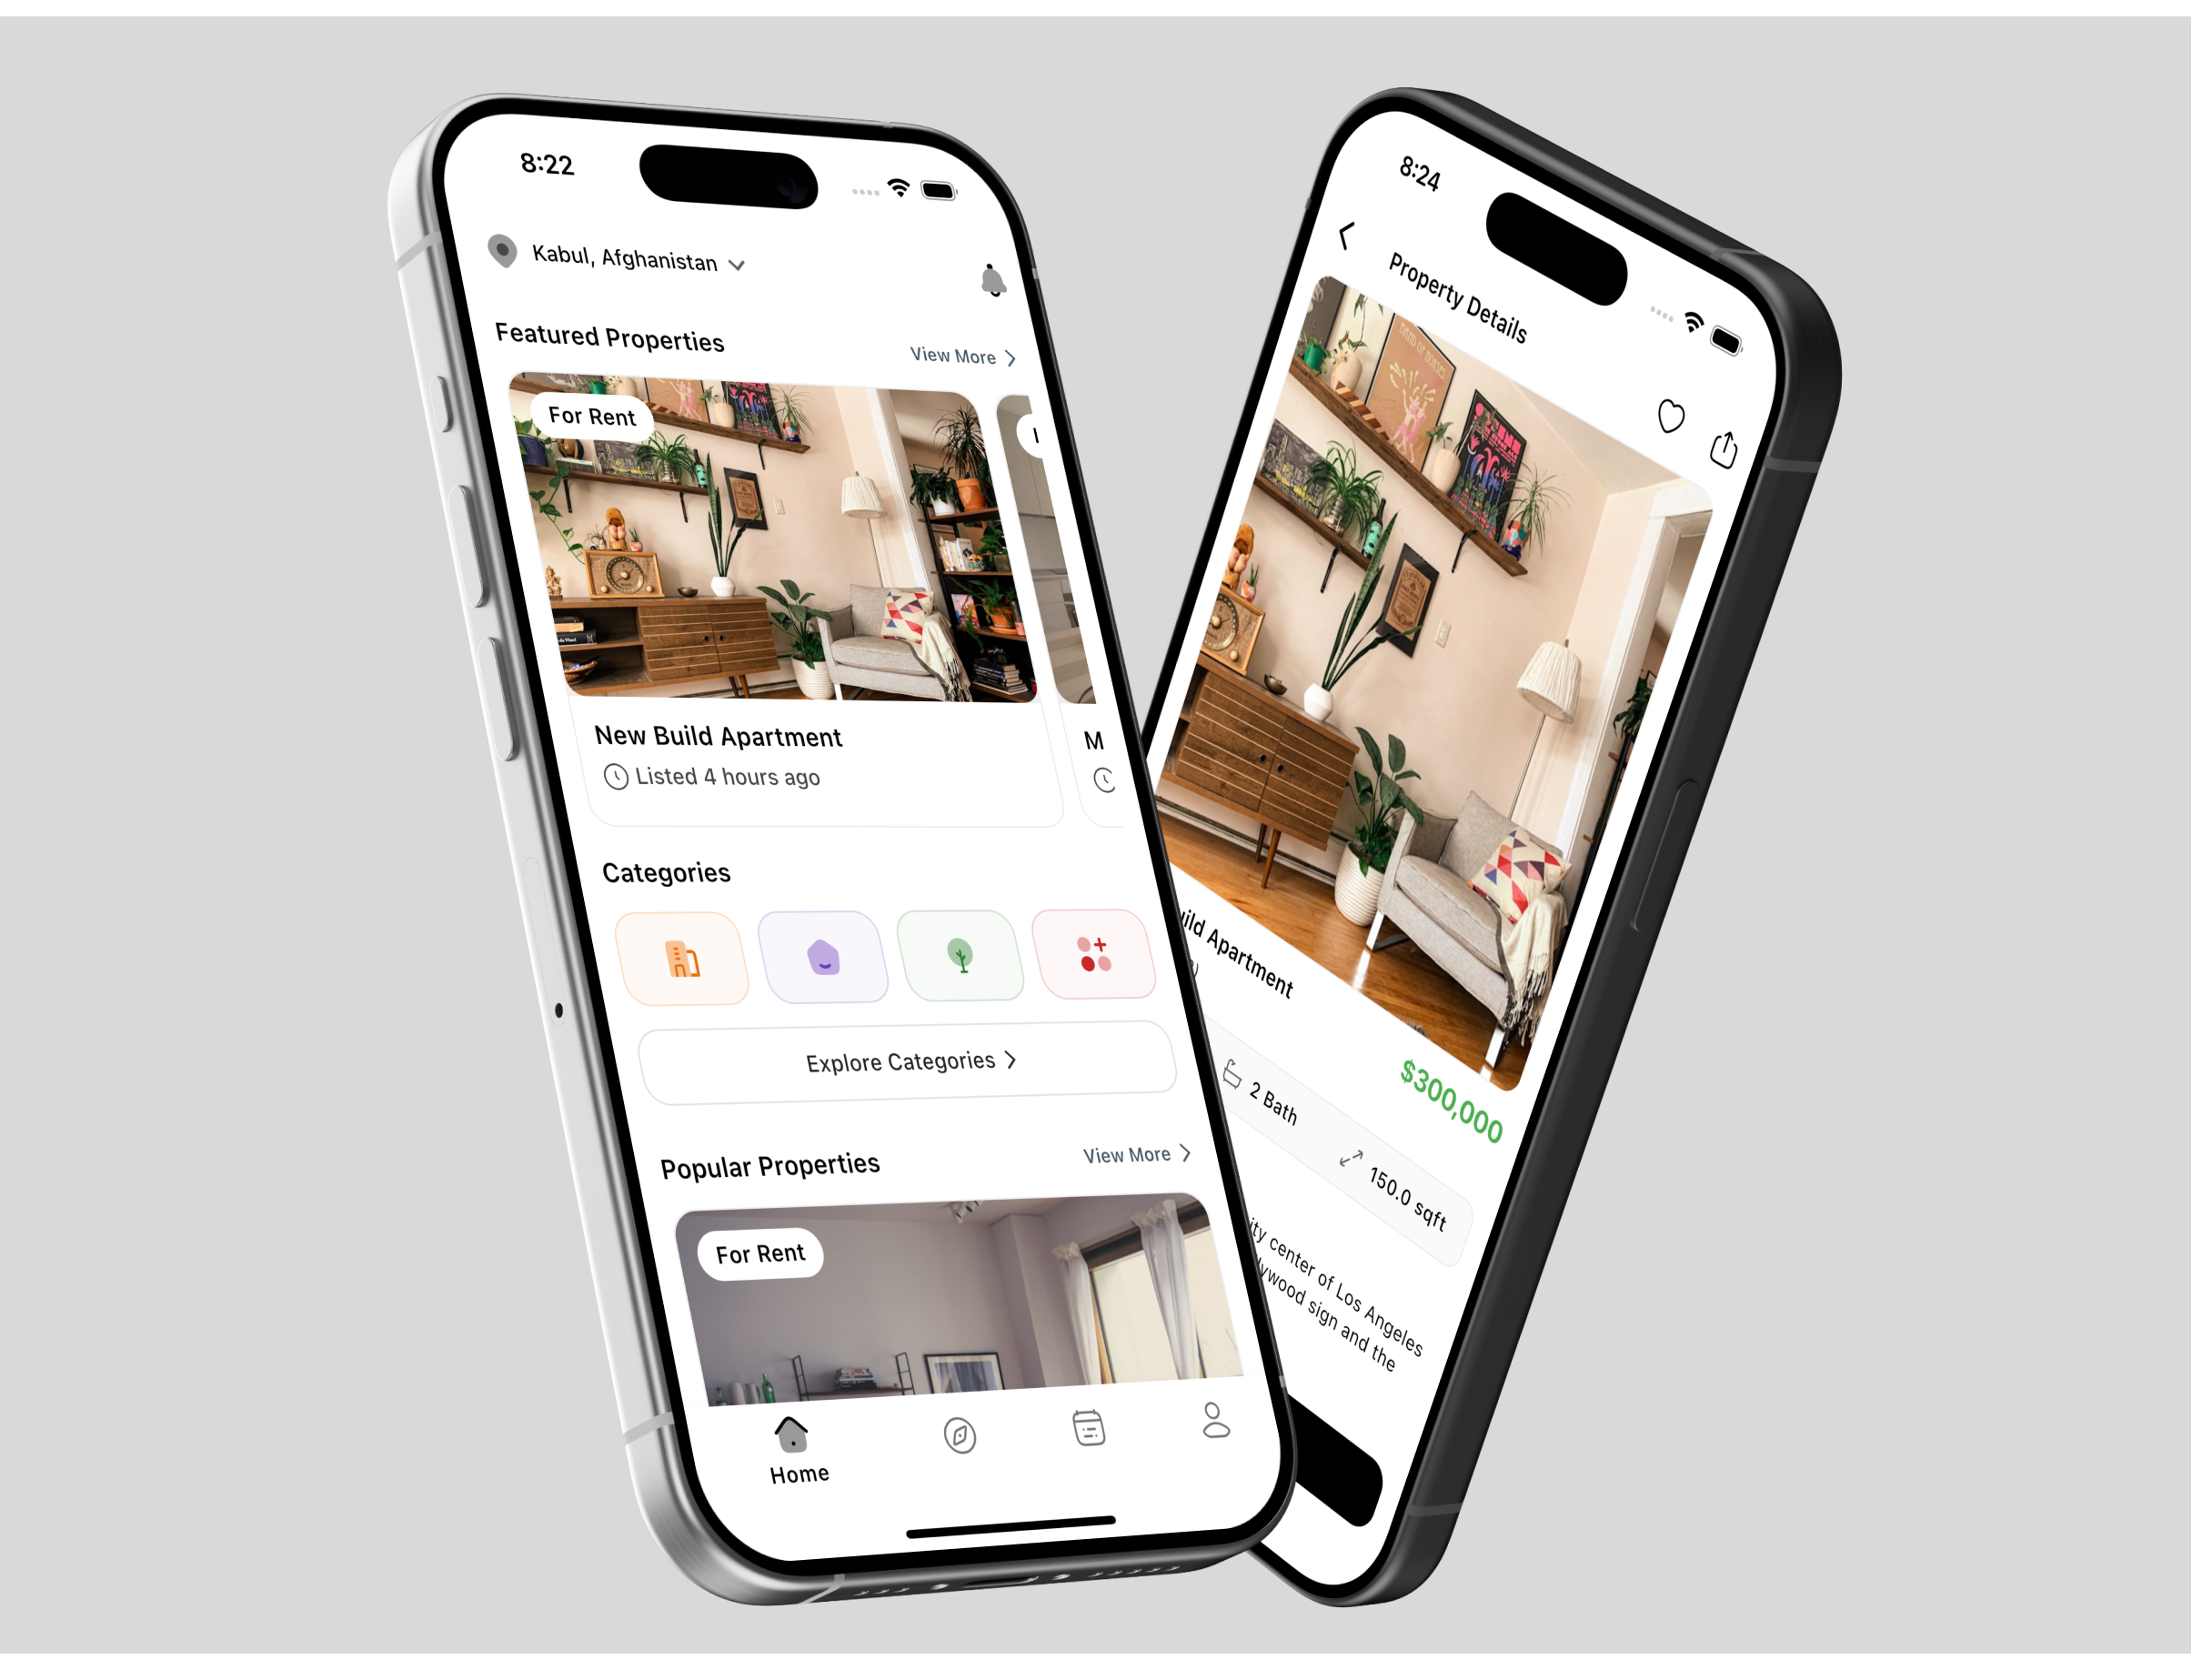 8:22
Kabul, Afghanistan
Featured Properties
View More
For Rent
New Build Apartment
Listed 4 hours ago
M
Categories
Explore Categories
Popular Properties
View More
For Rent
Home
8:24
Property Details
uild Apartment
$300,000
2 Bath
150.0 sqft
ity center of Los Angeles
lywood sign and the